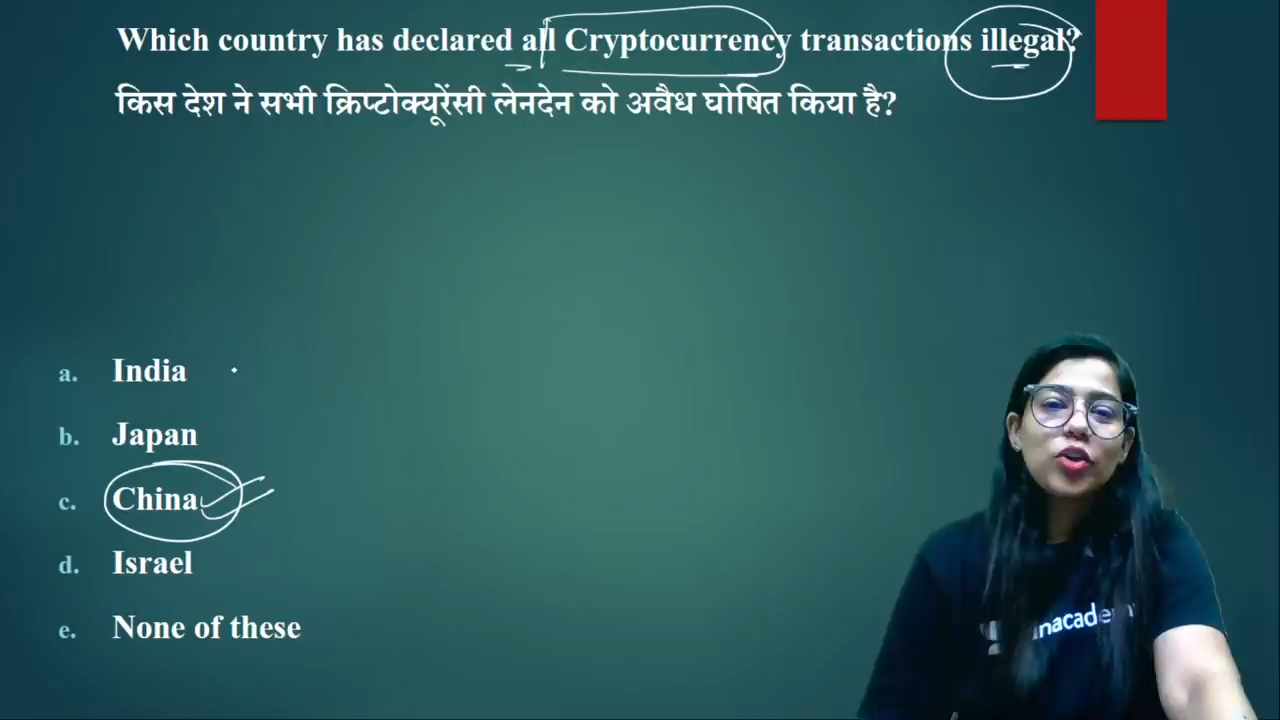 Which country has declared all Cryptocurrency transactions illegal?
किस देश ने सभी क्रिप्टोक्यूरेंसी लेनदेन को अवैध घोषित किया है?
a. India
b. Japan
c. China
d. Israel
e. None of these